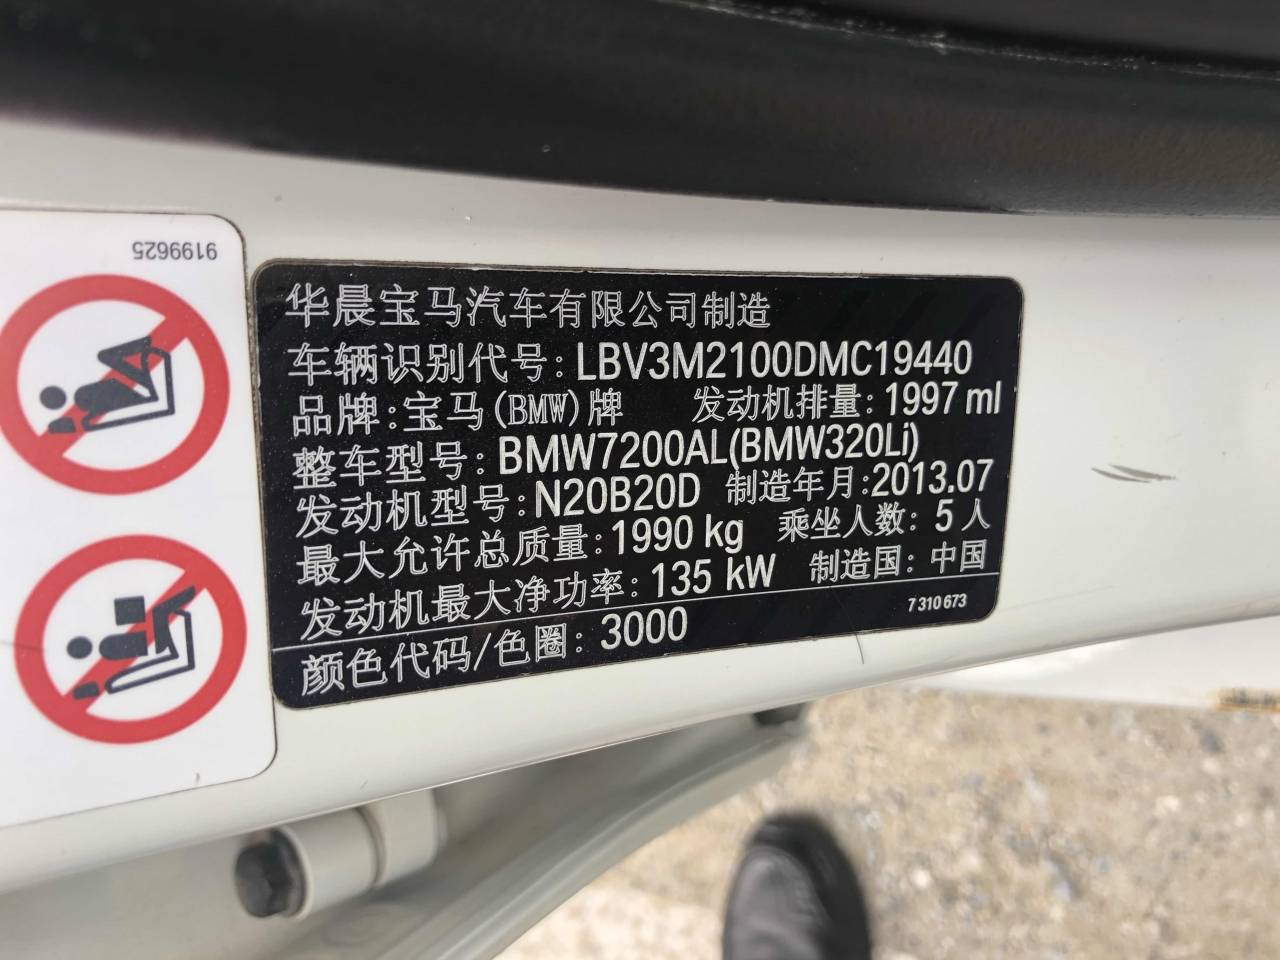 9199625
华晨宝马汽车有限公司制造
车辆识别代号: LBV3M2100DMC19440
品牌:宝马(BMW)牌 发动机排量: 1997 ml
整车型号: BMW7200AL(BMW320Li)
发动机型号: N20B20D 制造年月:2013.07
最大允许总质量: 1990 kg 乘坐人数: 5 人
发动机最大净功率: 135 kW 制造国: 中国
7 310 673
颜色代码/色圈: 3000